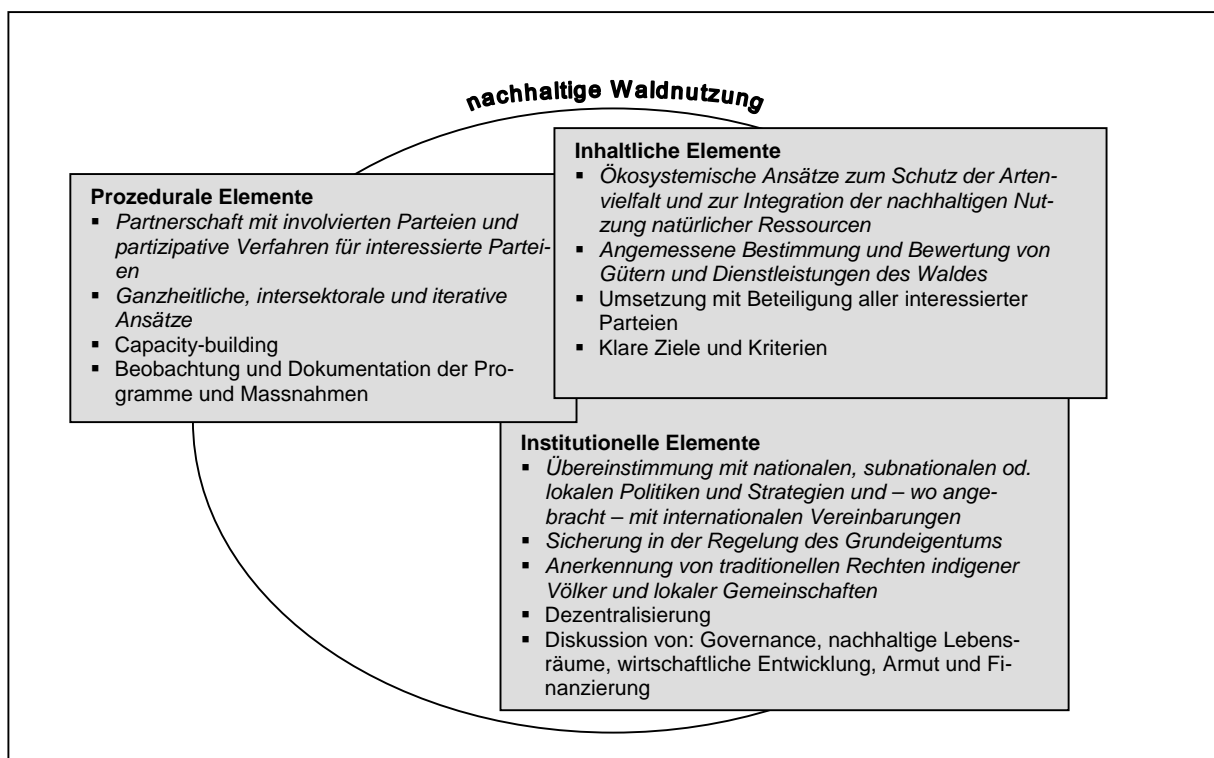 nachhaltige Waldnutzung
Prozedurale Elemente
▪ Partnerschaft mit involvierten Parteien und
partizipative Verfahren für interessierte Partei-
en
▪ Ganzheitliche, intersektorale und iterative
Ansätze
▪ Capacity-building
▪ Beobachtung und Dokumentation der Pro-
gramme und Massnahmen
Inhaltliche Elemente
▪ Ökosystemische Ansätze zum Schutz der Arten-
vielfalt und zur Integration der nachhaltigen Nut-
zung natürlicher Ressourcen
▪ Angemessene Bestimmung und Bewertung von
Gütern und Dienstleistungen des Waldes
▪ Umsetzung mit Beteiligung aller interessierter
Parteien
▪ Klare Ziele und Kriterien
Institutionelle Elemente
▪ Übereinstimmung mit nationalen, subnationalen od.
lokalen Politiken und Strategien und – wo ange-
bracht – mit internationalen Vereinbarungen
▪ Sicherung in der Regelung des Grundeigentums
▪ Anerkennung von traditionellen Rechten indigener
Völker und lokaler Gemeinschaften
▪ Dezentralisierung
▪ Diskussion von: Governance, nachhaltige Lebens-
räume, wirtschaftliche Entwicklung, Armut und Fi-
nanzierung